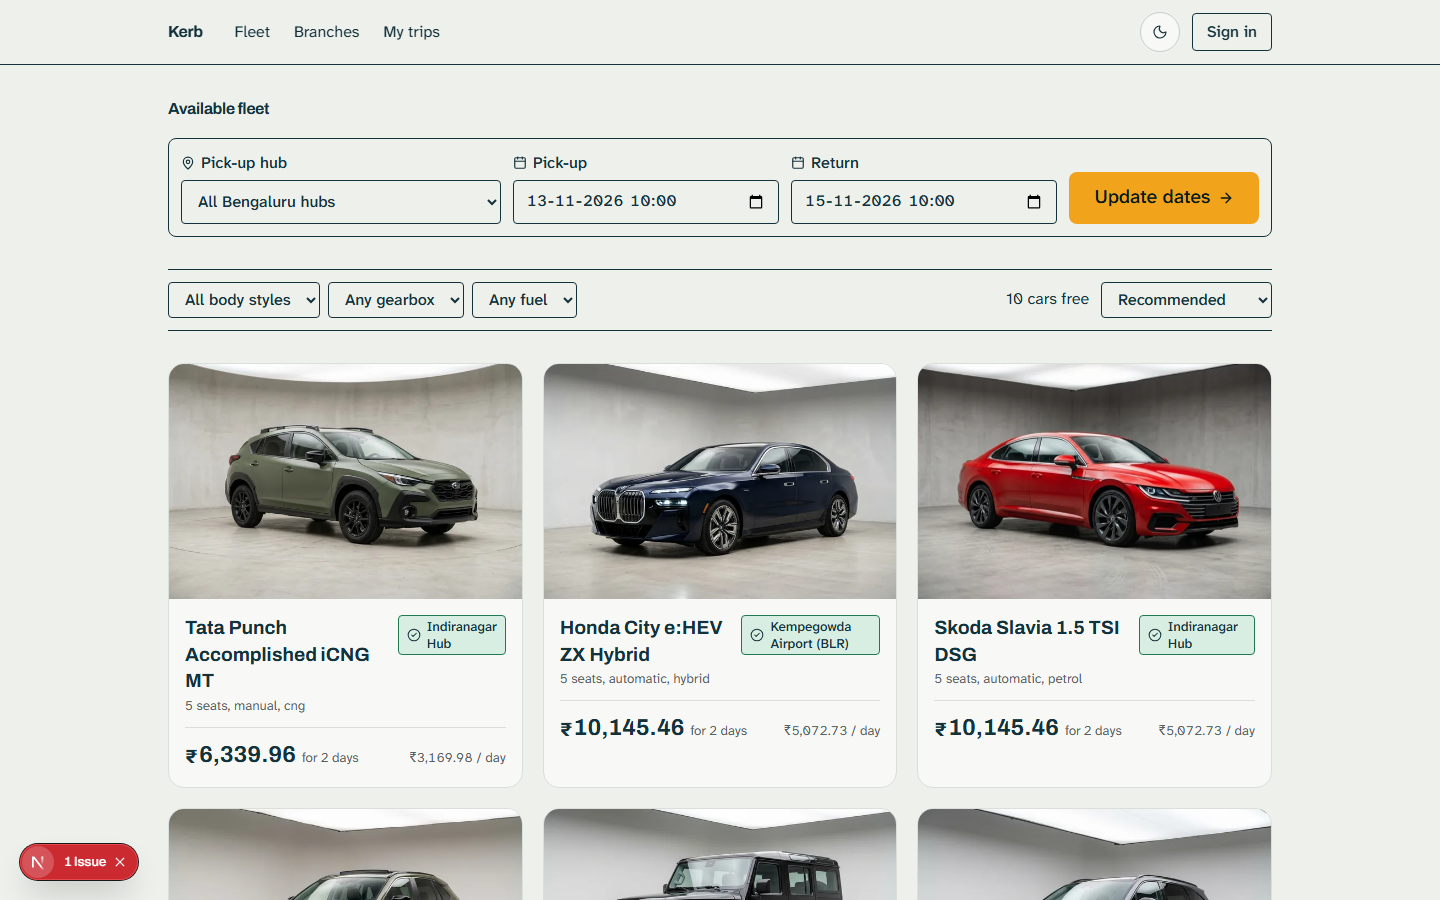 Kerb Fleet Branches My trips Sign in
Available fleet
Pick-up hub Pick-up Return
All Bengaluru hubs 13-11-2026 10:00 15-11-2026 10:00 Update dates →
All body styles Any gearbox Any fuel 10 cars free Recommended
Tata Punch
Accomplished iCNG
MT
Indiranagar
Hub
5 seats, manual, cng
₹6,339.96 for 2 days ₹3,169.98 / day
Honda City e:HEV
ZX Hybrid
Kempegowda
Airport (BLR)
5 seats, automatic, hybrid
₹10,145.46 for 2 days ₹5,072.73 / day
Skoda Slavia 1.5 TSI
DSG
Indiranagar
Hub
5 seats, automatic, petrol
₹10,145.46 for 2 days ₹5,072.73 / day
N 1 Issue